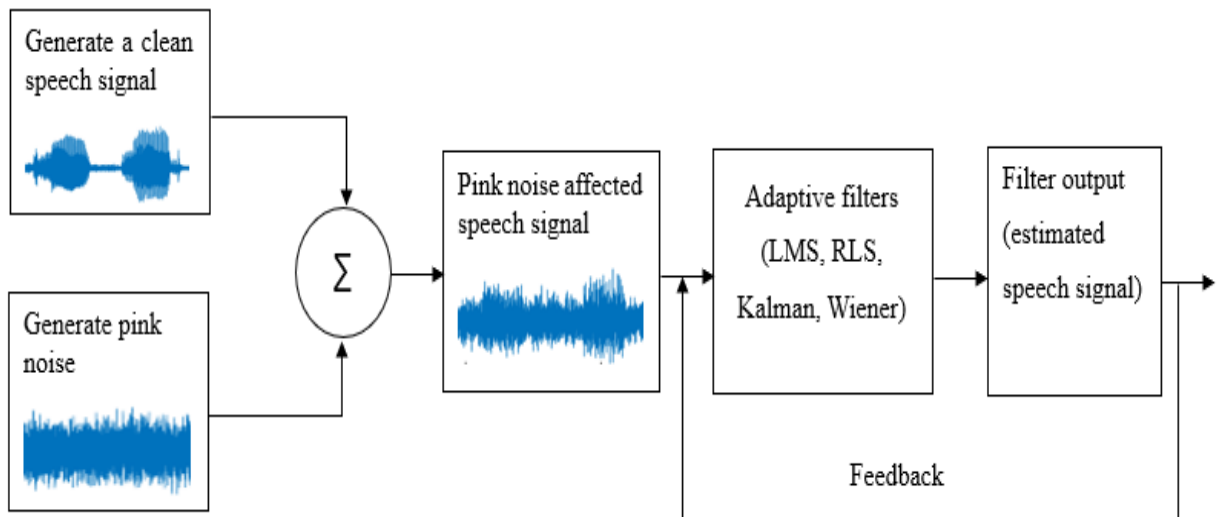 Generate a clean
speech signal
Generate pink
noise
Σ
Pink noise affected
speech signal
Adaptive filters
(LMS, RLS,
Kalman, Wiener)
Filter output
(estimated
speech signal)
Feedback